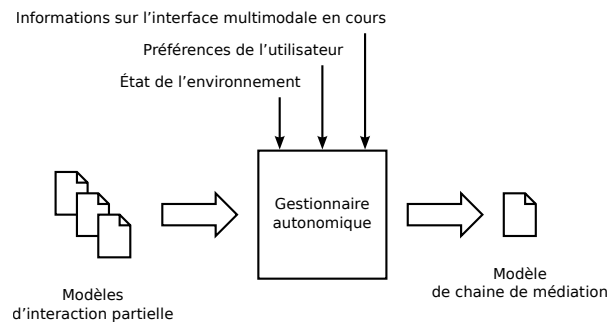 Informations sur l’interface multimodale en cours
Préférences de l’utilisateur
État de l’environnement
Gestionnaire
autonomique
Modèles
d’interaction partielle
Modèle
de chaine de médiation